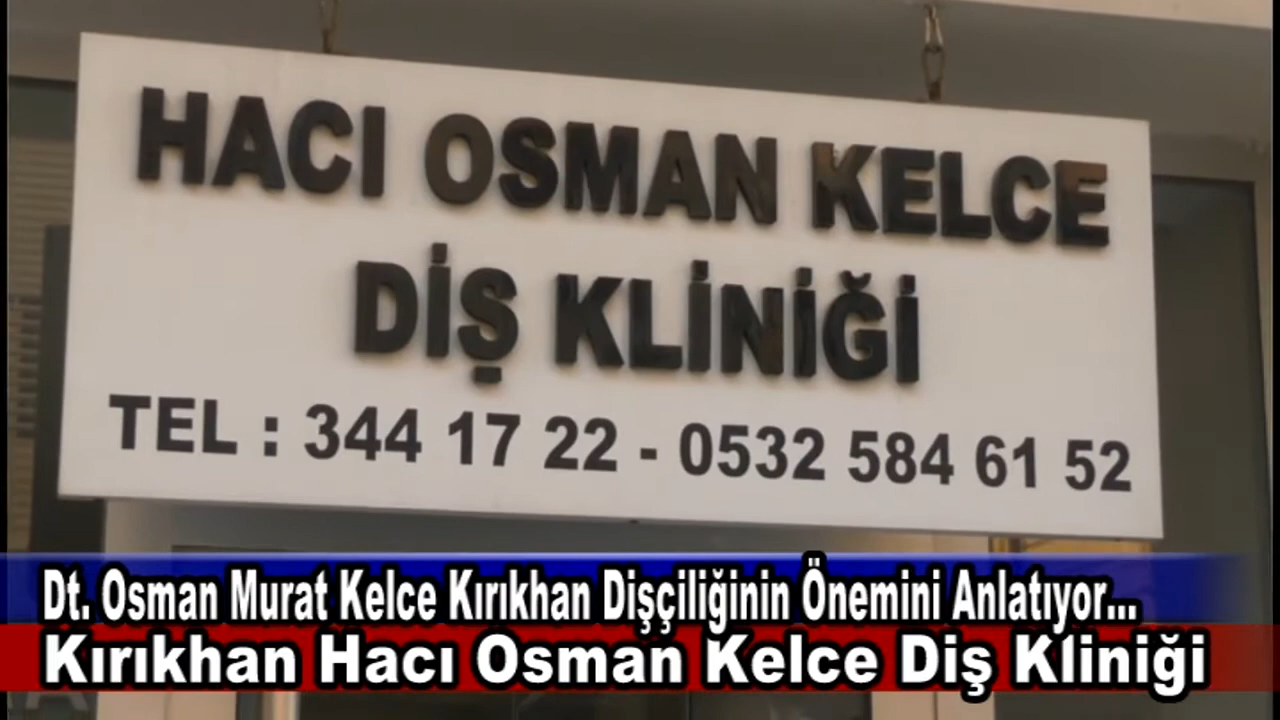 HACI OSMAN KELCE
DİŞ KLİNİĞİ
TEL : 344 17 22 - 0532 584 61 52
Dt. Osman Murat Kelce Kırıkhan Dişçiliğinin Önemini Anlatıyor...
Kırıkhan Hacı Osman Kelce Diş Kliniği